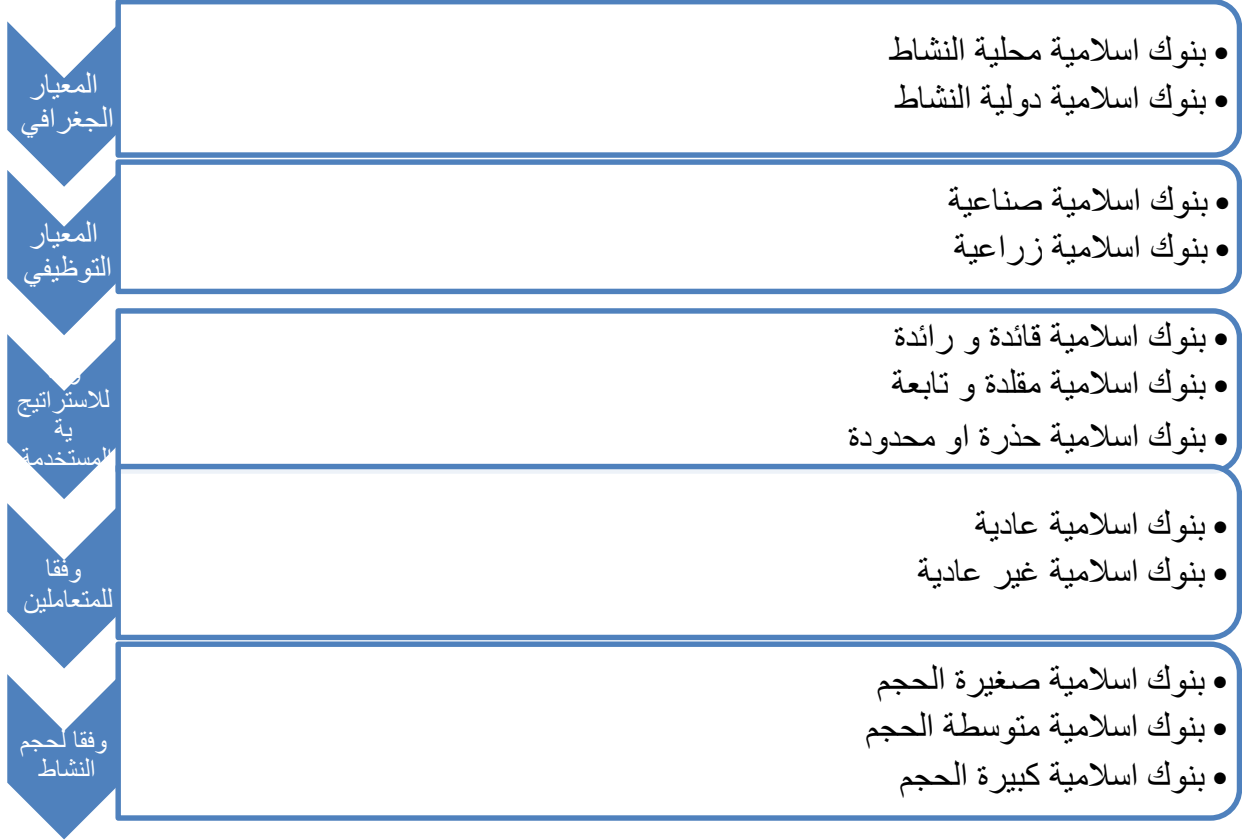 المعيار
الجغرافي
• بنوك اسلامية محلية النشاط
• بنوك اسلامية دولية النشاط
المعيار
التوظيفي
• بنوك اسلامية صناعية
• بنوك اسلامية زراعية
للاستراتيج
ية
المستخدمة
• بنوك اسلامية قائدة و رائدة
• بنوك اسلامية مقلدة و تابعة
• بنوك اسلامية حذرة او محدودة
وفقا
للمتعاملين
• بنوك اسلامية عادية
• بنوك اسلامية غير عادية
وفقا لحجم
النشاط
• بنوك اسلامية صغيرة الحجم
• بنوك اسلامية متوسطة الحجم
• بنوك اسلامية كبيرة الحجم